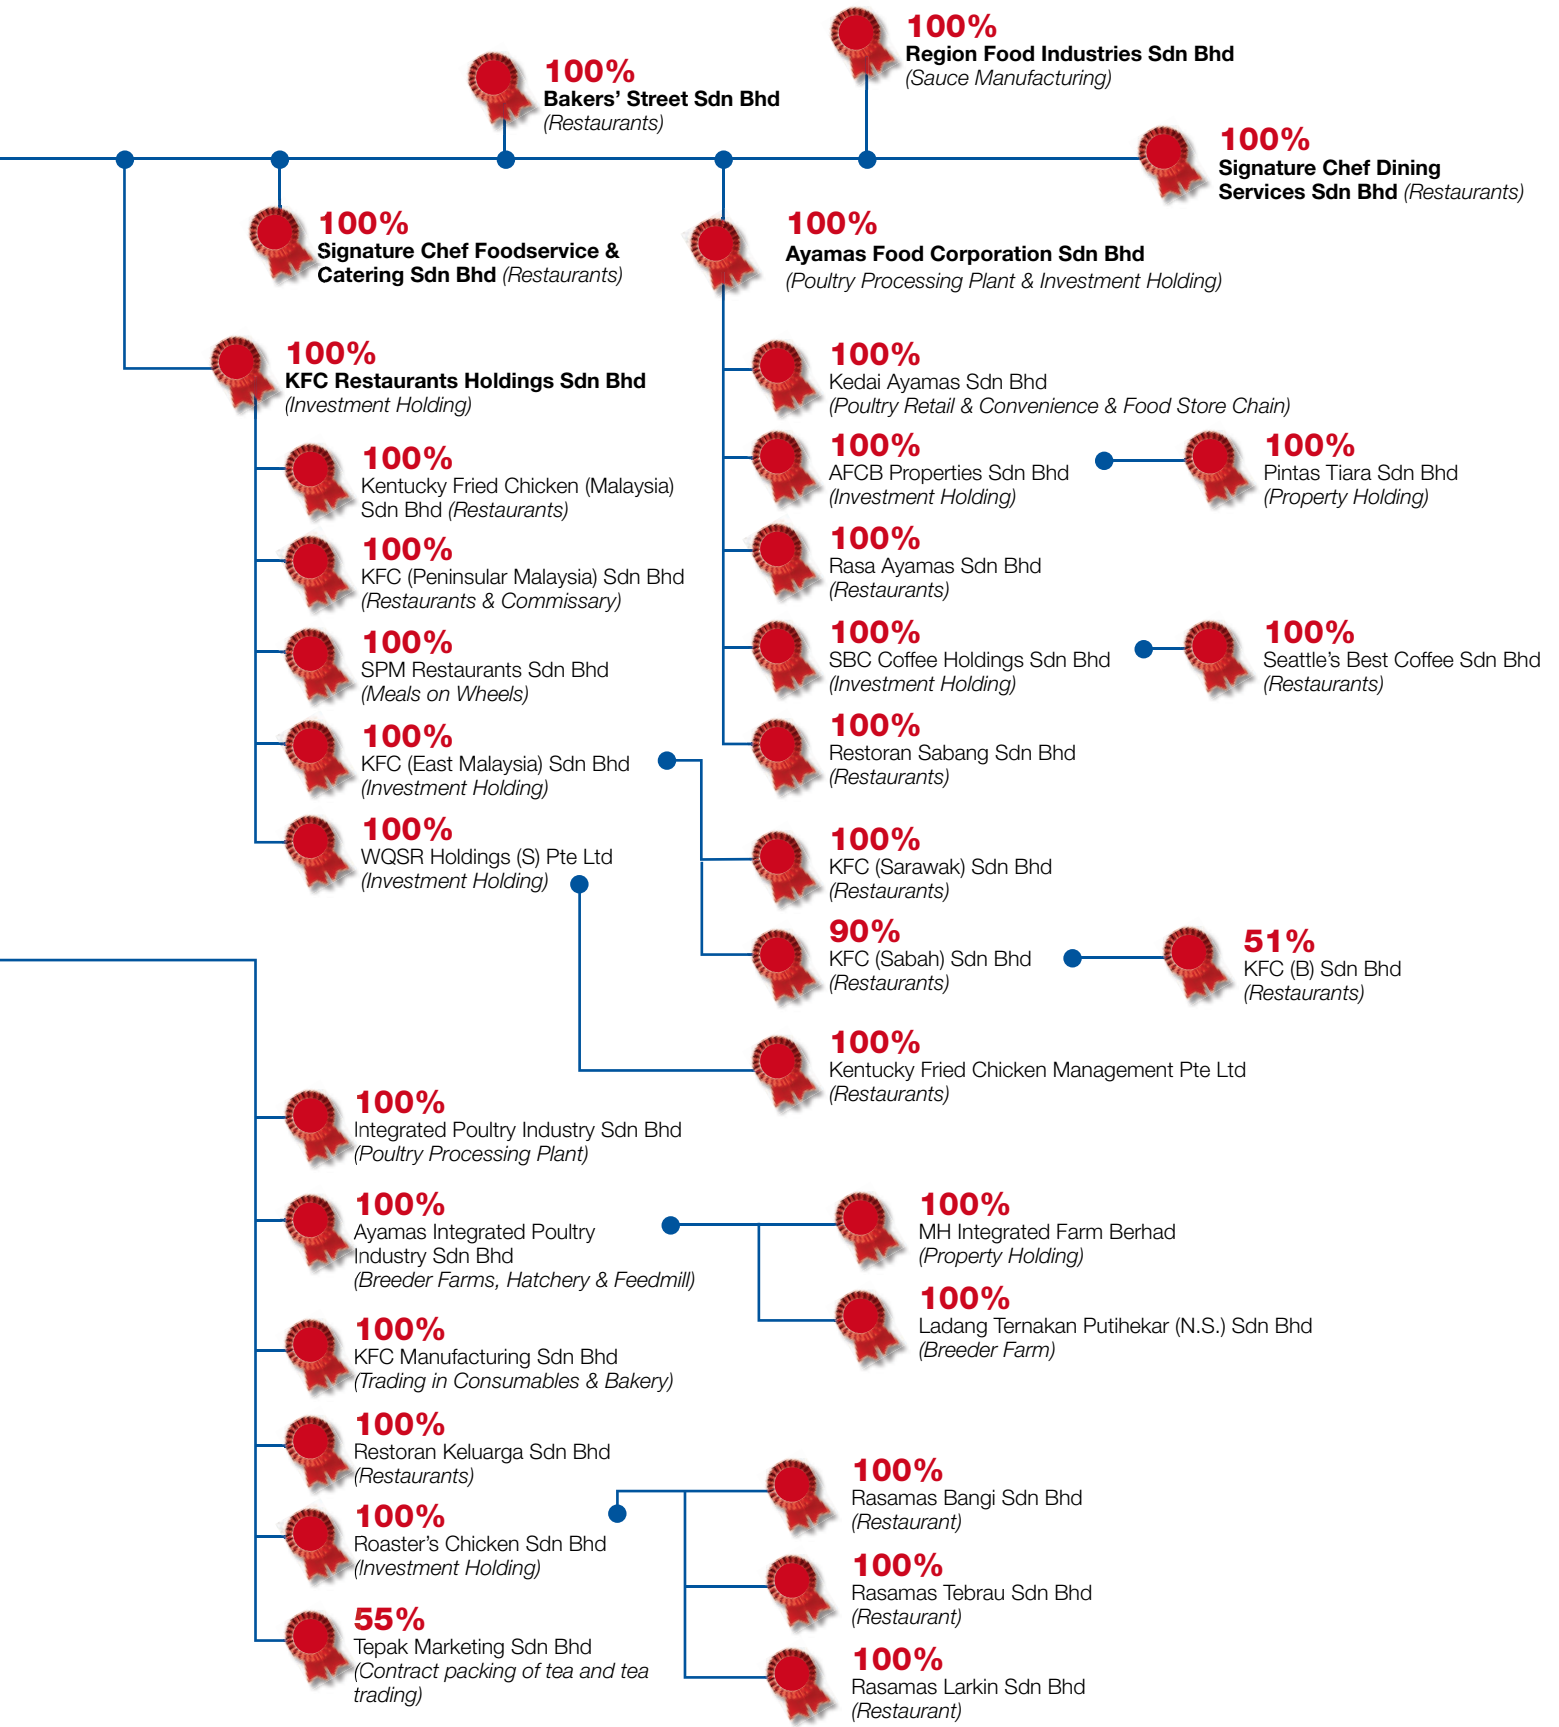 100%
Region Food Industries Sdn Bhd
(Sauce Manufacturing)
100%
Bakers’ Street Sdn Bhd
(Restaurants)
100%
Signature Chef Dining
Services Sdn Bhd (Restaurants)
100%
Signature Chef Foodservice &
Catering Sdn Bhd (Restaurants)
100%
Ayamas Food Corporation Sdn Bhd
(Poultry Processing Plant & Investment Holding)
100%
KFC Restaurants Holdings Sdn Bhd
(Investment Holding)
100%
Kentucky Fried Chicken (Malaysia)
Sdn Bhd (Restaurants)
100%
KFC (Peninsular Malaysia) Sdn Bhd
(Restaurants & Commissary)
100%
SPM Restaurants Sdn Bhd
(Meals on Wheels)
100%
KFC (East Malaysia) Sdn Bhd
(Investment Holding)
100%
WQSR Holdings (S) Pte Ltd
(Investment Holding)
100%
Kedai Ayamas Sdn Bhd
(Poultry Retail & Convenience & Food Store Chain)
100%
AFCB Properties Sdn Bhd
(Investment Holding)
100%
Pintas Tiara Sdn Bhd
(Property Holding)
100%
Rasa Ayamas Sdn Bhd
(Restaurants)
100%
SBC Coffee Holdings Sdn Bhd
(Investment Holding)
100%
Seattle’s Best Coffee Sdn Bhd
(Restaurants)
100%
Restoran Sabang Sdn Bhd
(Restaurants)
100%
KFC (Sarawak) Sdn Bhd
(Restaurants)
90%
KFC (Sabah) Sdn Bhd
(Restaurants)
51%
KFC (B) Sdn Bhd
(Restaurants)
100%
Kentucky Fried Chicken Management Pte Ltd
(Restaurants)
100%
Integrated Poultry Industry Sdn Bhd
(Poultry Processing Plant)
100%
Ayamas Integrated Poultry
Industry Sdn Bhd
(Breeder Farms, Hatchery & Feedmill)
100%
MH Integrated Farm Berhad
(Property Holding)
100%
Ladang Ternakan Putihekar (N.S.) Sdn Bhd
(Breeder Farm)
100%
KFC Manufacturing Sdn Bhd
(Trading in Consumables & Bakery)
100%
Restoran Keluarga Sdn Bhd
(Restaurants)
100%
Roaster’s Chicken Sdn Bhd
(Investment Holding)
100%
Rasamas Bangi Sdn Bhd
(Restaurant)
100%
Rasamas Tebrau Sdn Bhd
(Restaurant)
100%
Rasamas Larkin Sdn Bhd
(Restaurant)
55%
Tepak Marketing Sdn Bhd
(Contract packing of tea and tea
trading)